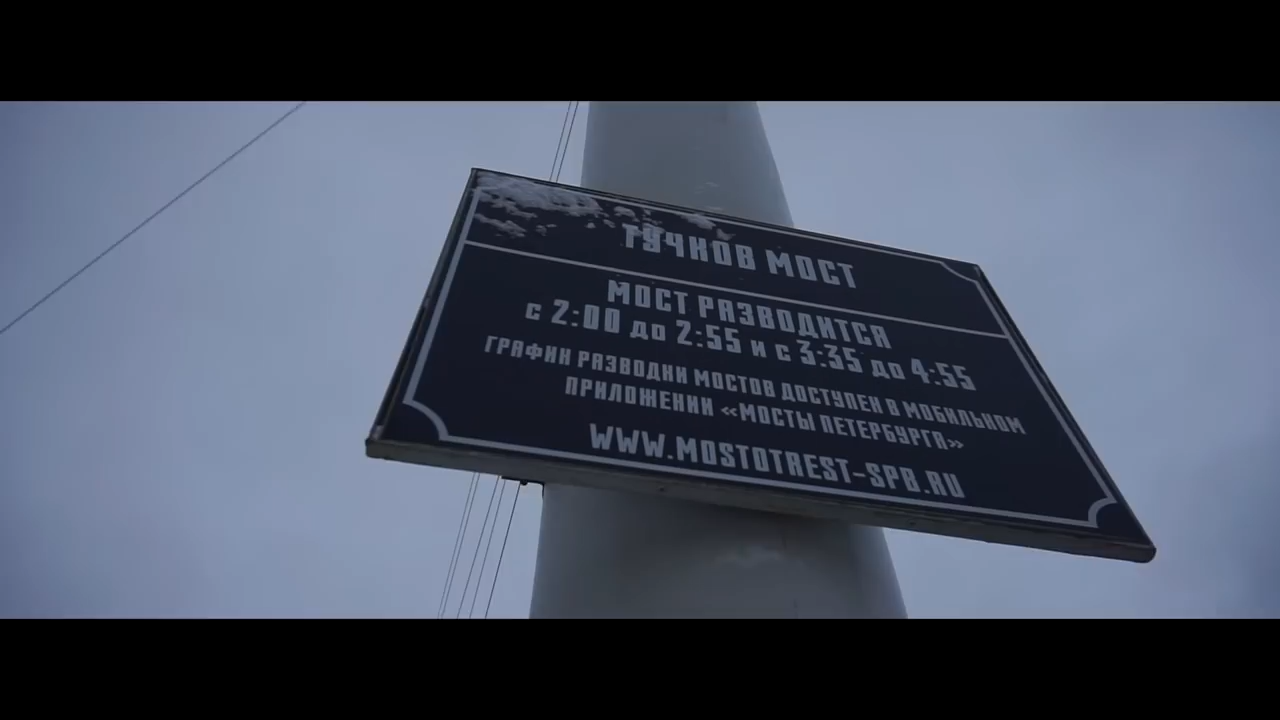 ТУЧКОВ МОСТ
МОСТ РАЗВОДИТСЯ
с 2:00 до 2:55 и с 3:35 до 4:55
ГРАФИК РАЗВОДКИ МОСТОВ ДОСТУПЕН В МОБИЛЬНОМ
ПРИЛОЖЕНИИ «МОСТЫ ПЕТЕРБУРГА»
WWW.MOSTOTREST-SPB.RU